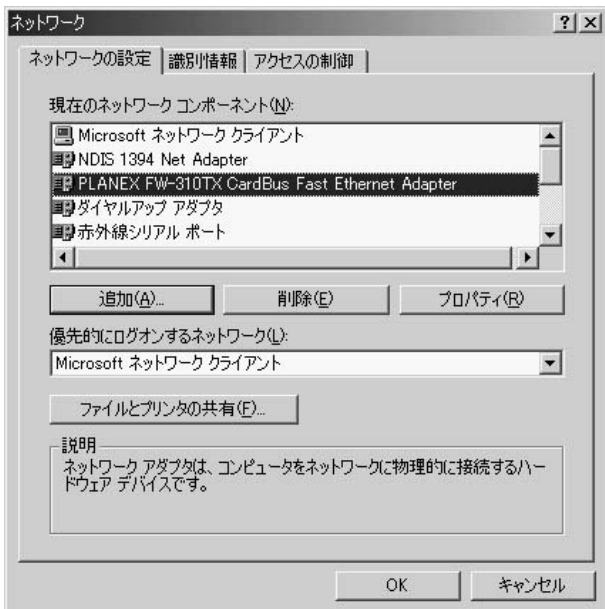 ネットワーク
ネットワークの設定 識別情報 アクセスの制御
現在のネットワーク コンポーネント(N):
Microsoft ネットワーク クライアント
NDIS 1394 Net Adapter
PLANEX FW-310TX CardBus Fast Ethernet Adapter
ダイヤルアップ アダプタ
赤外線シリアル ポート
追加(A)... 削除(E) プロパティ(R)
優先的にログオンするネットワーク(L):
Microsoft ネットワーク クライアント
ファイルとプリンタの共有(F)...
説明
ネットワーク アダプタは、コンピュータをネットワークに物理的に接続するハー
ドウェア デバイスです。
OK キャンセル